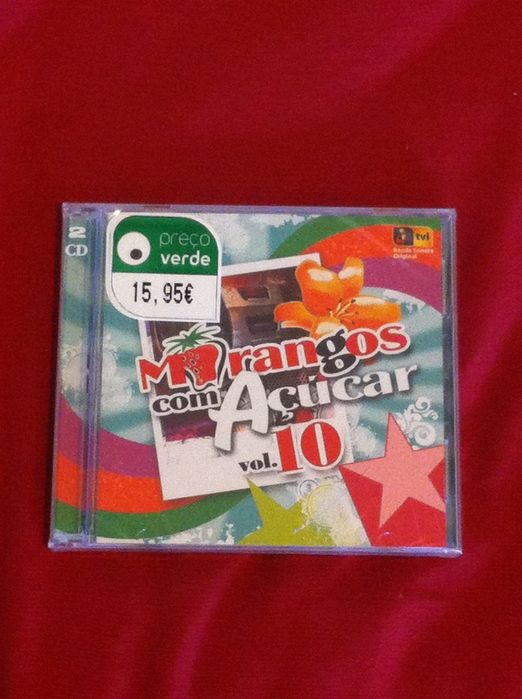 2
CD
preço
verde
15,95€
tvi
Banda Sonora
Original
Morangos
com Açúcar
vol.10